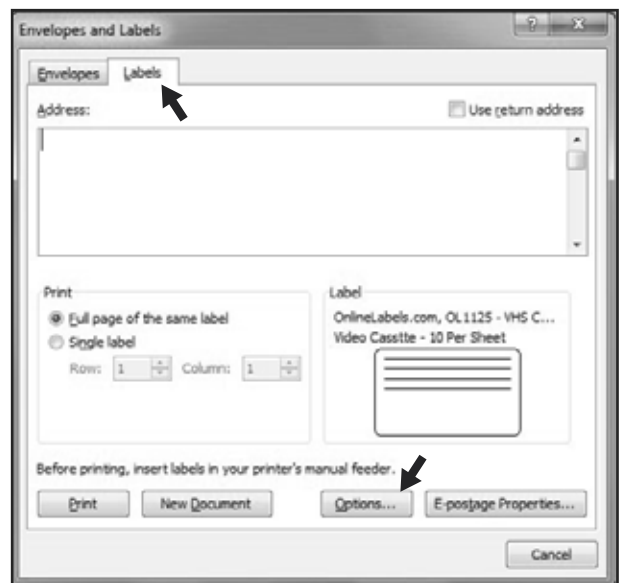 Envelopes and Labels
Envelopes Labels
Address: Use return address
Print
Full page of the same label
Single label
Row: 1 Column: 1
Label
OnlineLabels.com, OL1125 - VHS C...
Video Casstte - 10 Per Sheet
Before printing, insert labels in your printer's manual feeder.
Print New Document Options... E-postage Properties...
Cancel